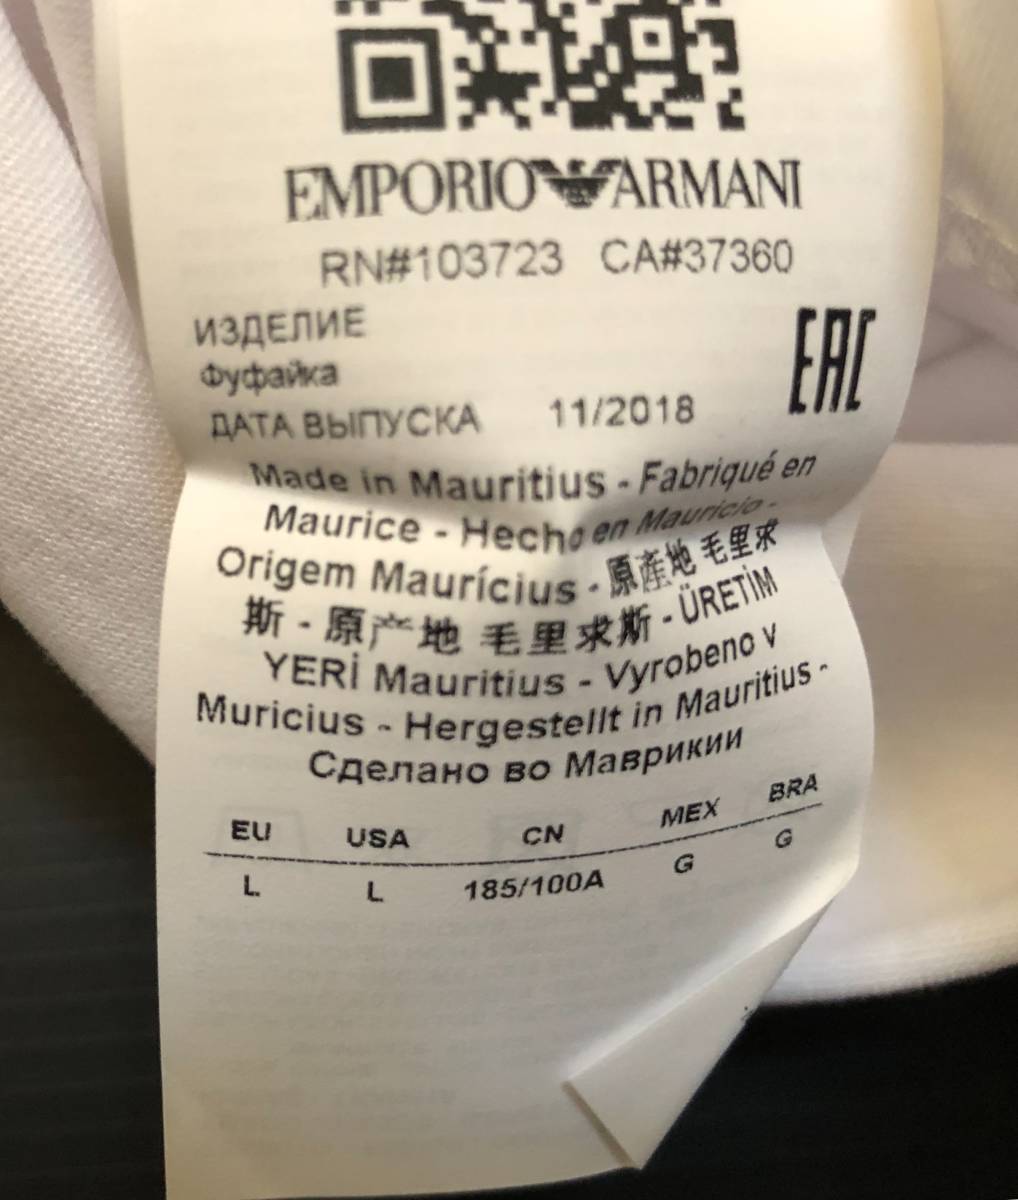 EMPORIO ARMANI
RN#103723 CA#37360
ИЗДЕЛИЕ
Фуфайка
ДАТА ВЫПУСКА 11/2018
EAC
Made in Mauritius - Fabriqué en
Maurice - Hecho en Mauricio -
Origem Maurícius - 原產地 毛里求
斯 - 原产地 毛里求斯 - ÜRETİM
YERİ Mauritius - Vyrobeno v
Muricius - Hergestellt in Mauritius -
Сделано во Маврикии
EU USA CN MEX BRA
L L 185/100A G G